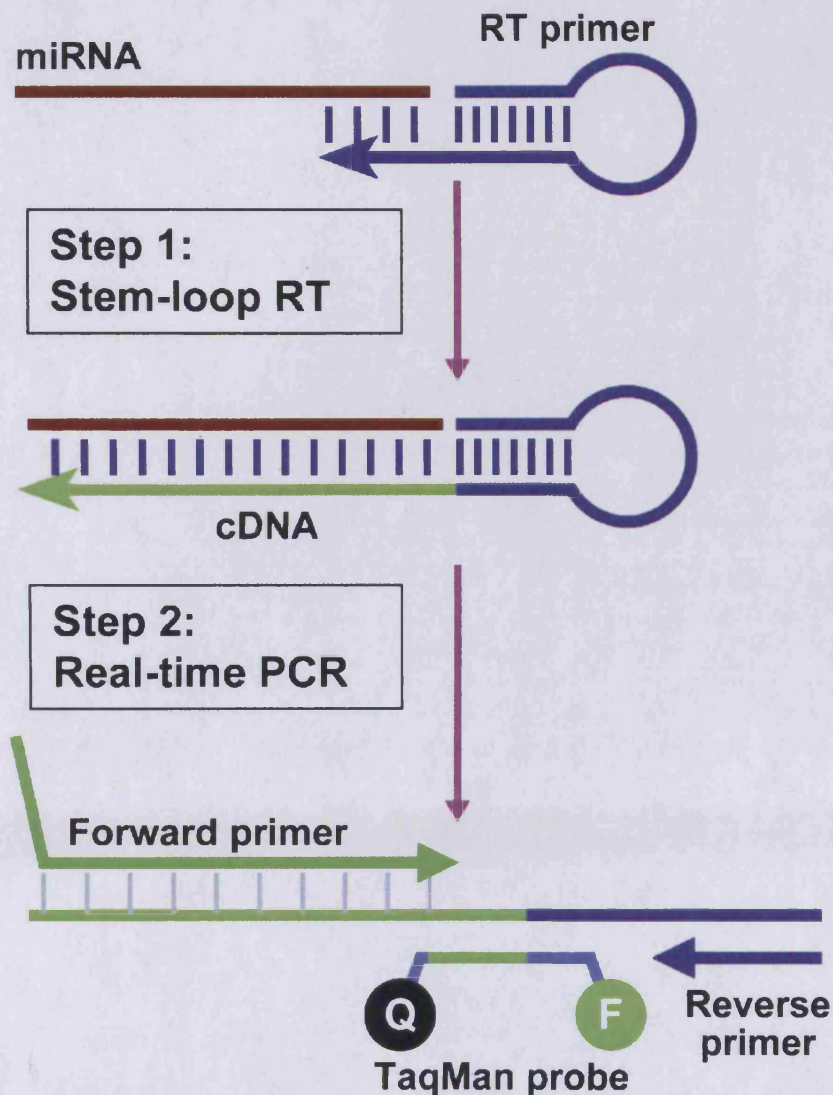 RT primer
miRNA
Step 1:
Stem-loop RT
cDNA
Step 2:
Real-time PCR
Forward primer
Q
F
Reverse
primer
TaqMan probe